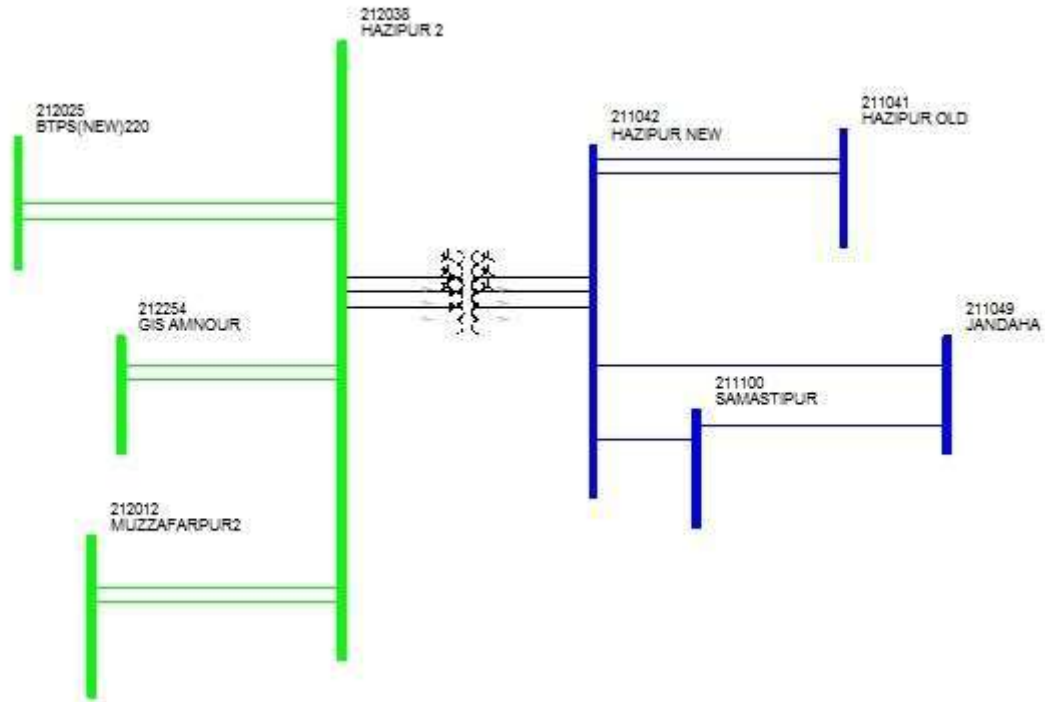 212038
HAZIPUR 2
212025
BTPS(NEW)220
211042
HAZIPUR NEW
211041
HAZIPUR OLD
212254
GIS AMNOUR
211049
JANDAHA
211100
SAMASTIPUR
212012
MUZZAFARPUR2